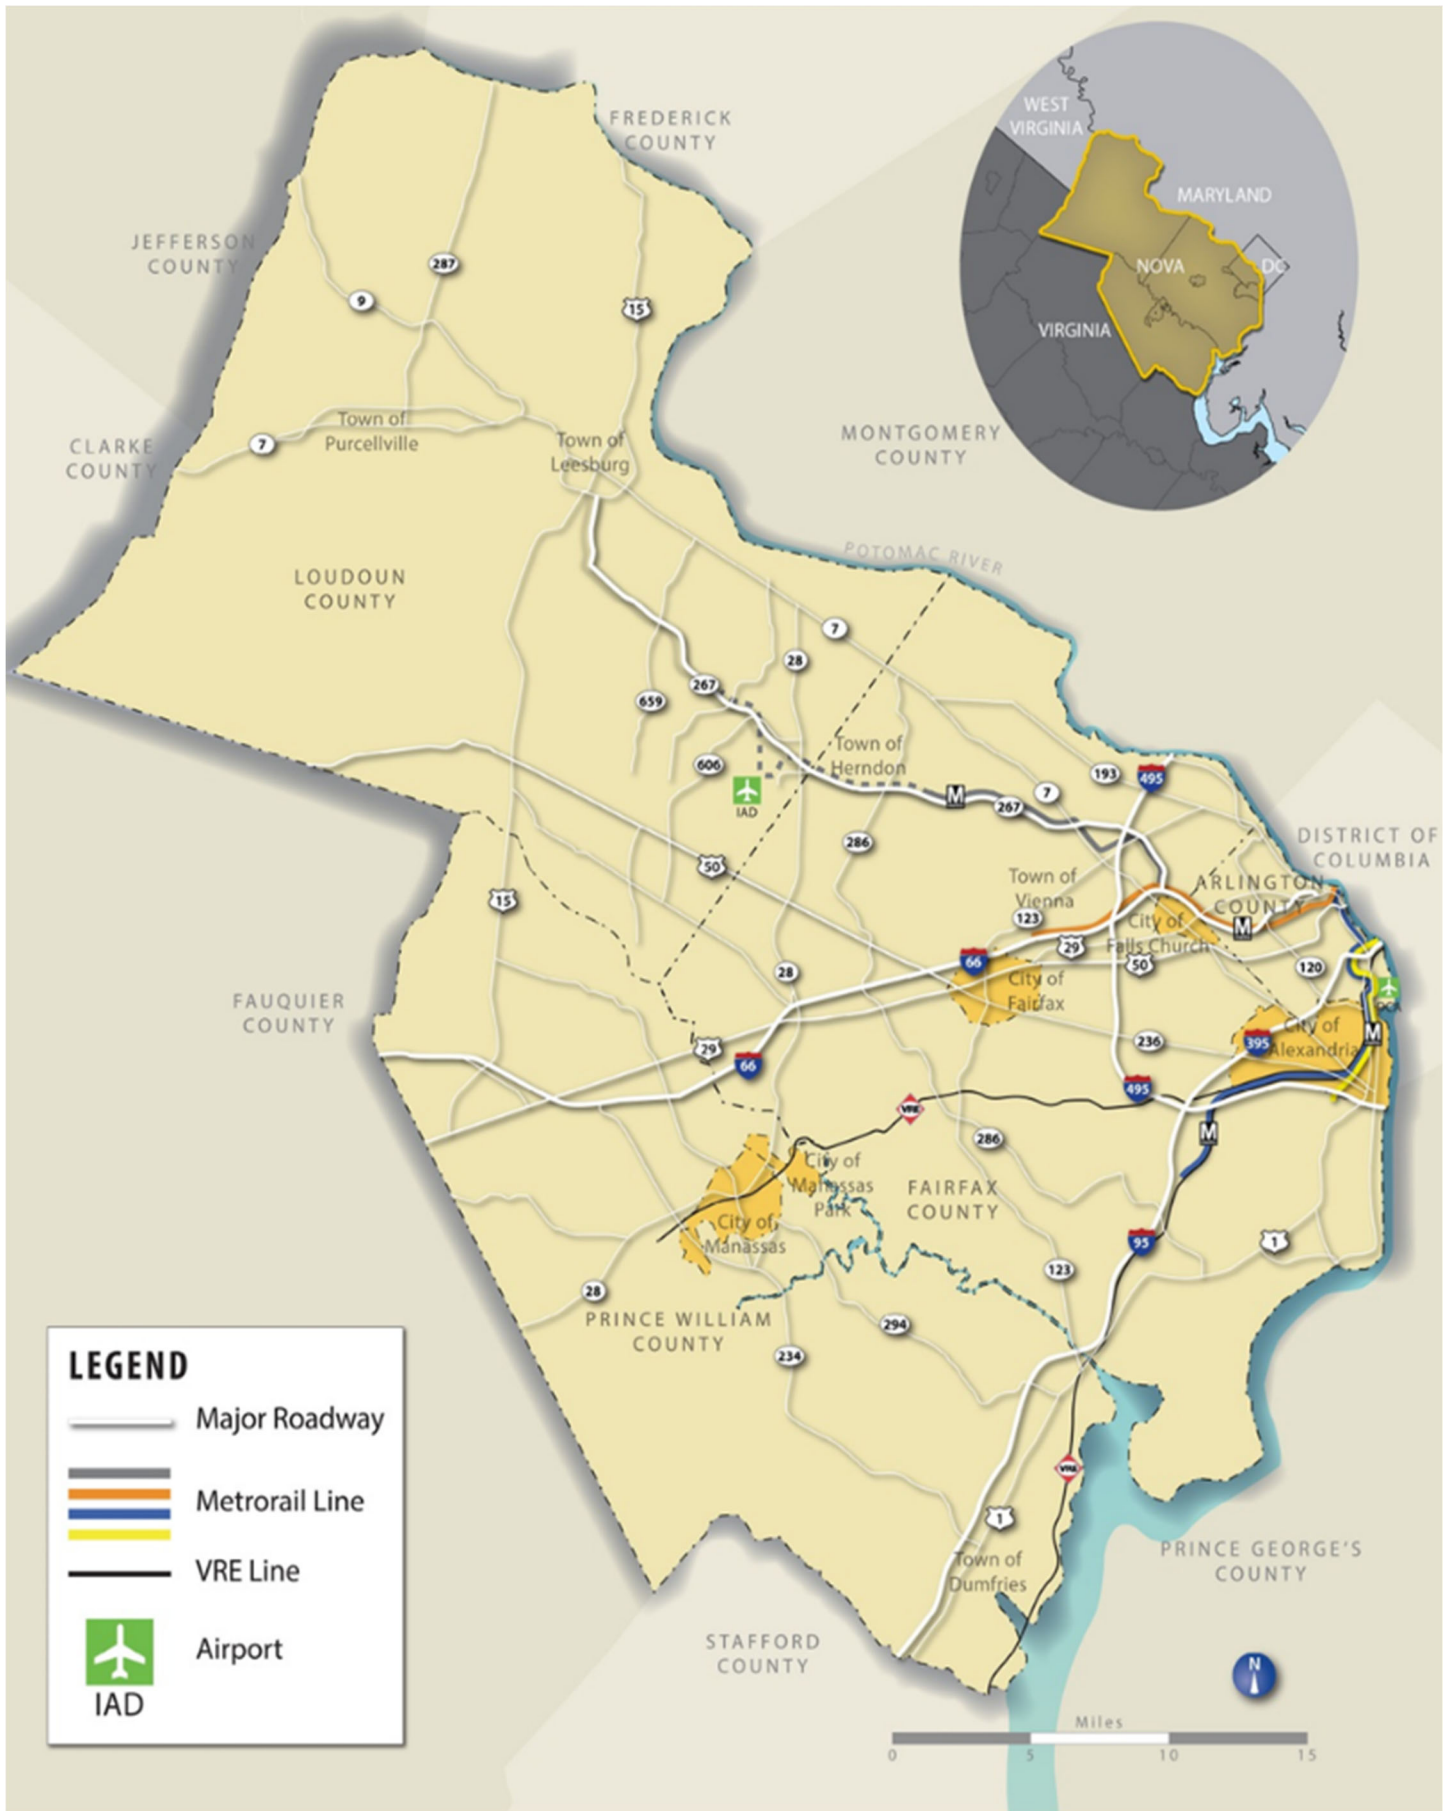 FREDERICK
COUNTY
WEST
VIRGINIA
MARYLAND
NOVA
DC
VIRGINIA
JEFFERSON
COUNTY
287
9
15
Town of
Purcellville
7
CLARKE
COUNTY
Town of
Leesburg
MONTGOMERY
COUNTY
POTOMAC RIVER
LOUDOUN
COUNTY
7
28
267
659
Town of
Herndon
606
IAD
M
267
7
193
495
286
50
DISTRICT OF
COLUMBIA
Town of
Vienna
ARLINGTON
COUNTY
15
123
City of
Falls Church
M
29
50
66
120
28
City of
Fairfax
FAUQUIER
COUNTY
DCA
City of
Alexandria
M
395
236
29
66
495
VRE
286
M
City of
Manassas
Park
FAIRFAX
COUNTY
City of
Manassas
95
1
123
28
PRINCE WILLIAM
COUNTY
294
234
VRE
1
Town of
Dumfries
PRINCE GEORGE'S
COUNTY
STAFFORD
COUNTY
LEGEND
Major Roadway
Metrorail Line
VRE Line
Airport
IAD
N
Miles
0 5 10 15